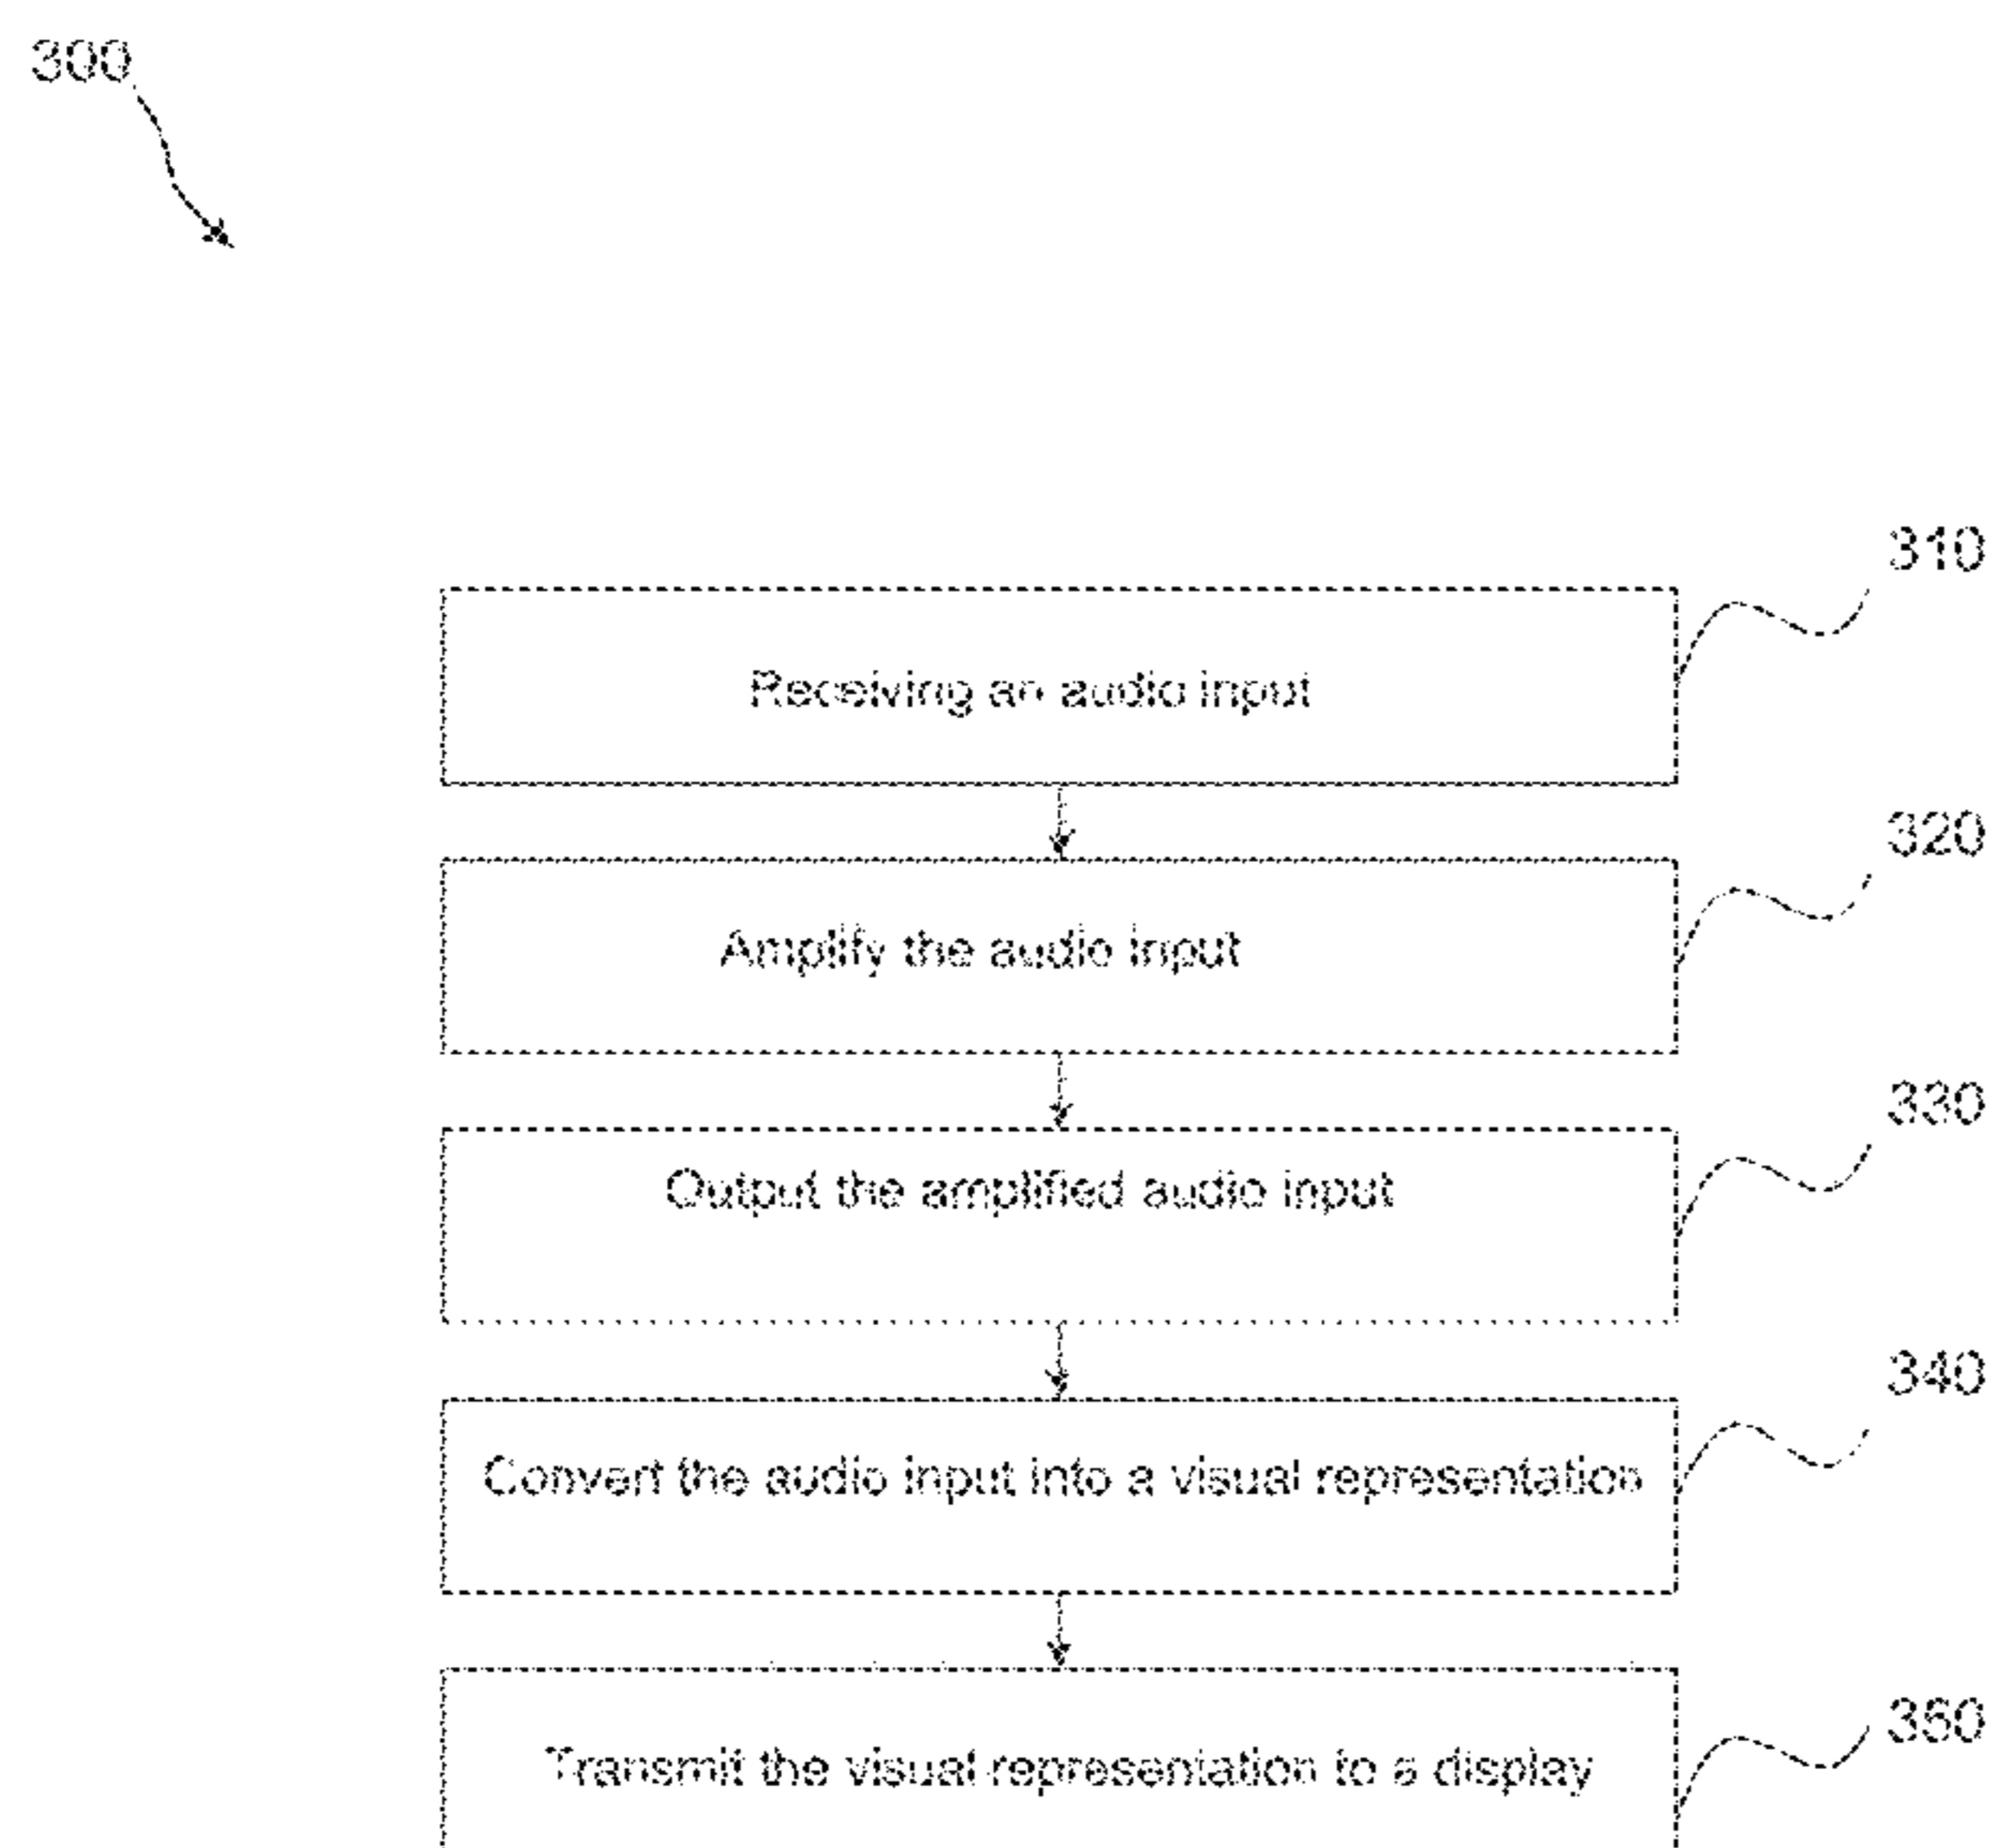 300
310
Receiving an audio input
320
Amplify the audio input
330
Output the amplified audio input
340
Convert the audio input into a visual representation
Transmit the visual representation to a display